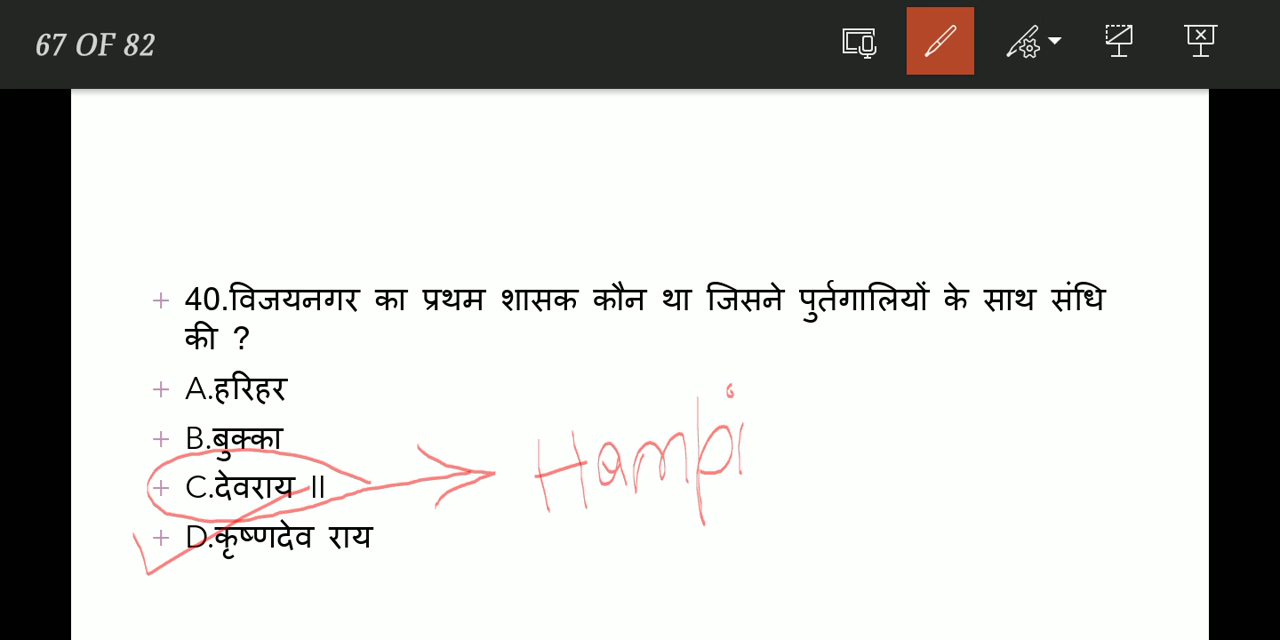 67 OF 82
40.विजयनगर का प्रथम शासक कौन था जिसने पुर्तगालियों के साथ संधि
की ?
A.हरिहर
B.बुक्का
C.देवराय II
Hampi
D.कृष्णदेव राय